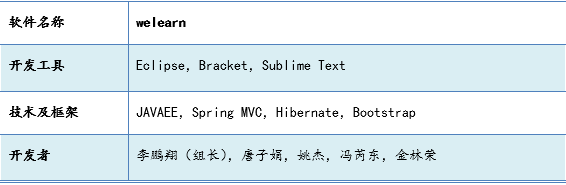 软件名称 welearn
开发工具 Eclipse, Bracket, Sublime Text
技术及框架 JAVAEE, Spring MVC, Hibernate, Bootstrap
开发者 李鹏翔（组长）, 唐子娟, 姚杰, 冯芮东, 金林荣